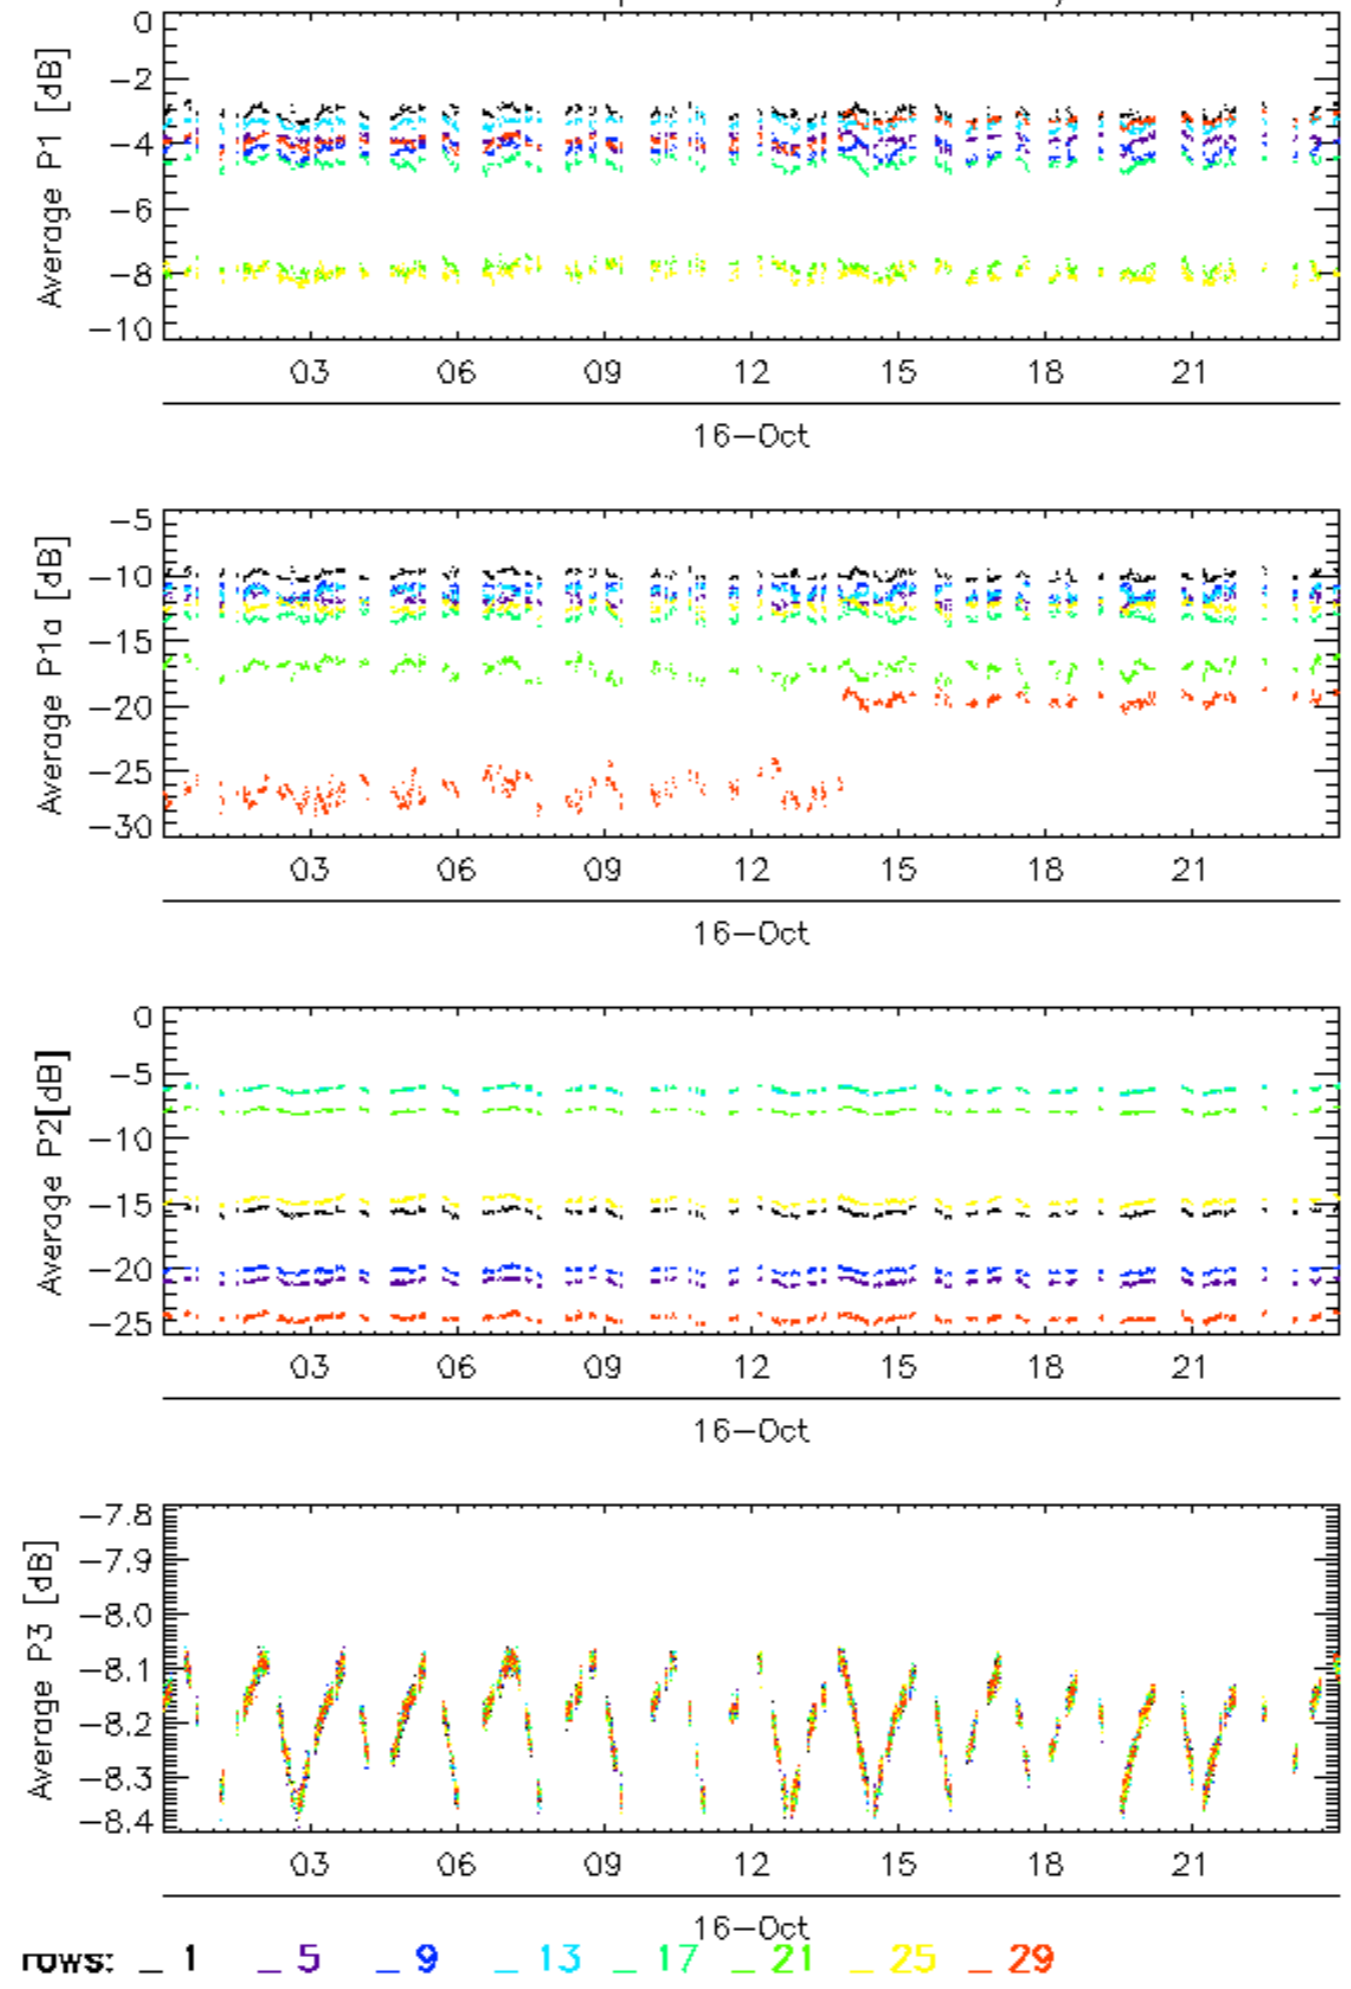 0
−2
−4
−6
−8
−10
Average P1 [dB]
03 06 09 12 15 18 21
16−Oct
−5
−10
−15
−20
−25
−30
Average P1a [dB]
03 06 09 12 15 18 21
16−Oct
0
−5
−10
−15
−20
−25
Average P2[dB]
03 06 09 12 15 18 21
16−Oct
−7.8
−7.9
−8.0
−8.1
−8.2
−8.3
−8.4
Average P3 [dB]
03 06 09 12 15 18 21
16−Oct
rows: _ 1 _ 5 _ 9 _ 13 _ 17 _ 21 _ 25 _ 29